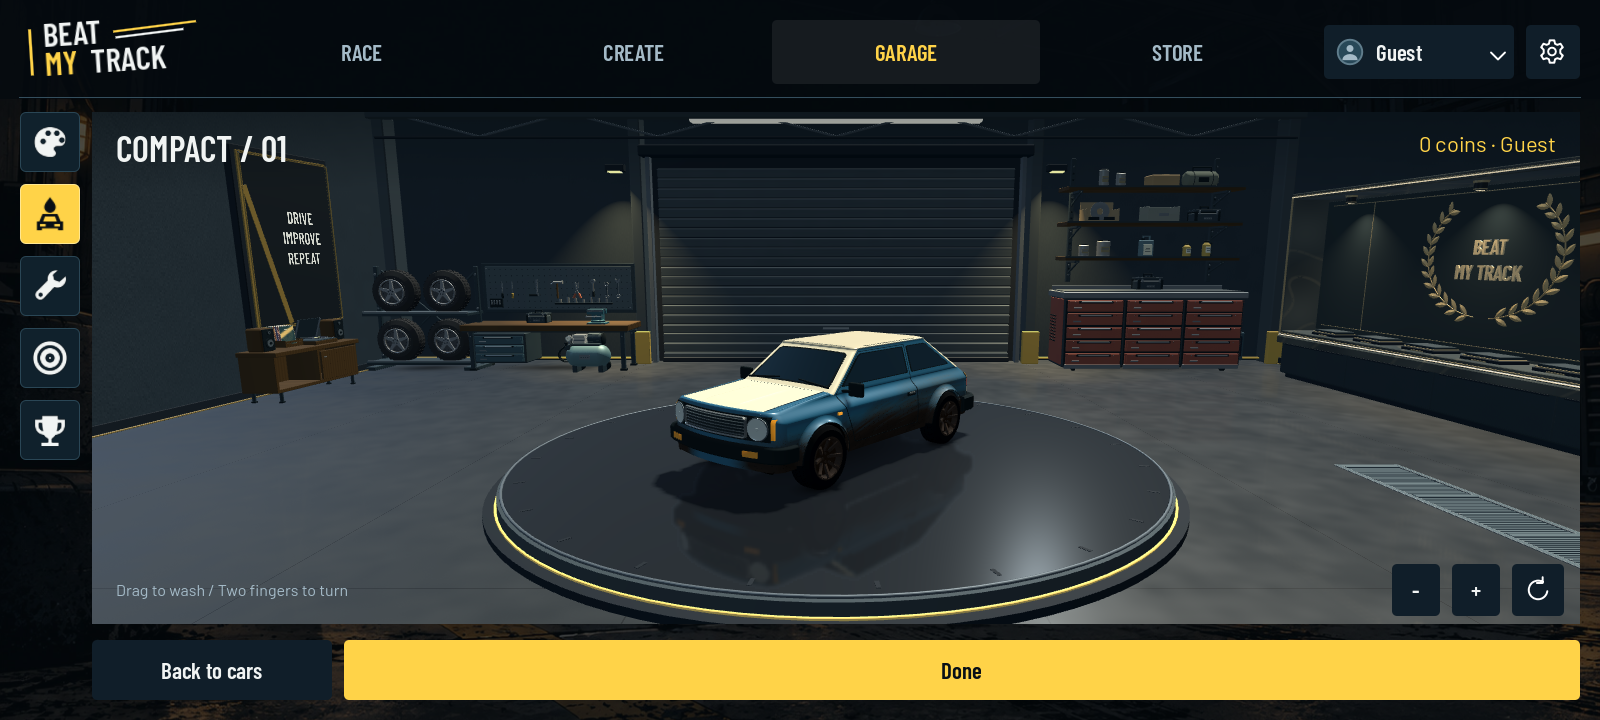 BEAT
MY TRACK
RACE
CREATE
GARAGE
STORE
Guest
COMPACT / 01
0 coins · Guest
DRIVE
IMPROVE
REPEAT
BEAT
MY TRACK
Drag to wash / Two fingers to turn
-
+
Back to cars
Done